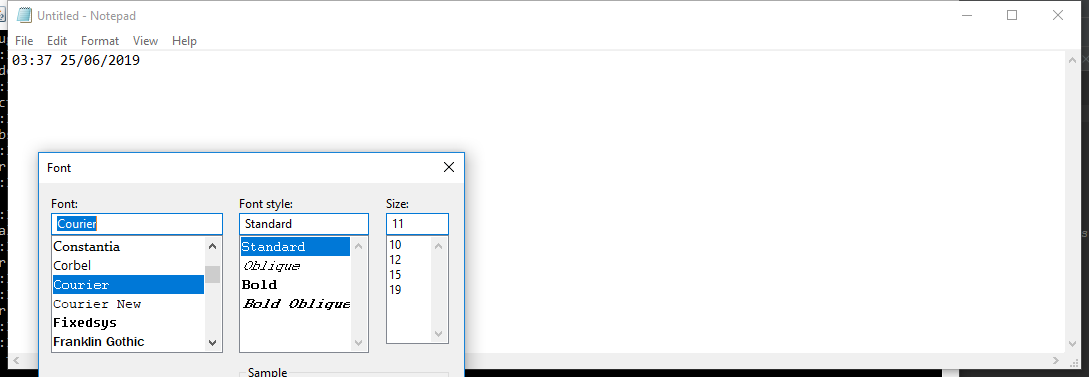 Untitled - Notepad
File Edit Format View Help
03:37 25/06/2019
Font
Font: Font style: Size:
Courier Standard 11
Constantia Standard 10
Corbel Oblique 12
Courier Bold 15
Courier New Bold Oblique 19
Fixedsys
Franklin Gothic
Sample